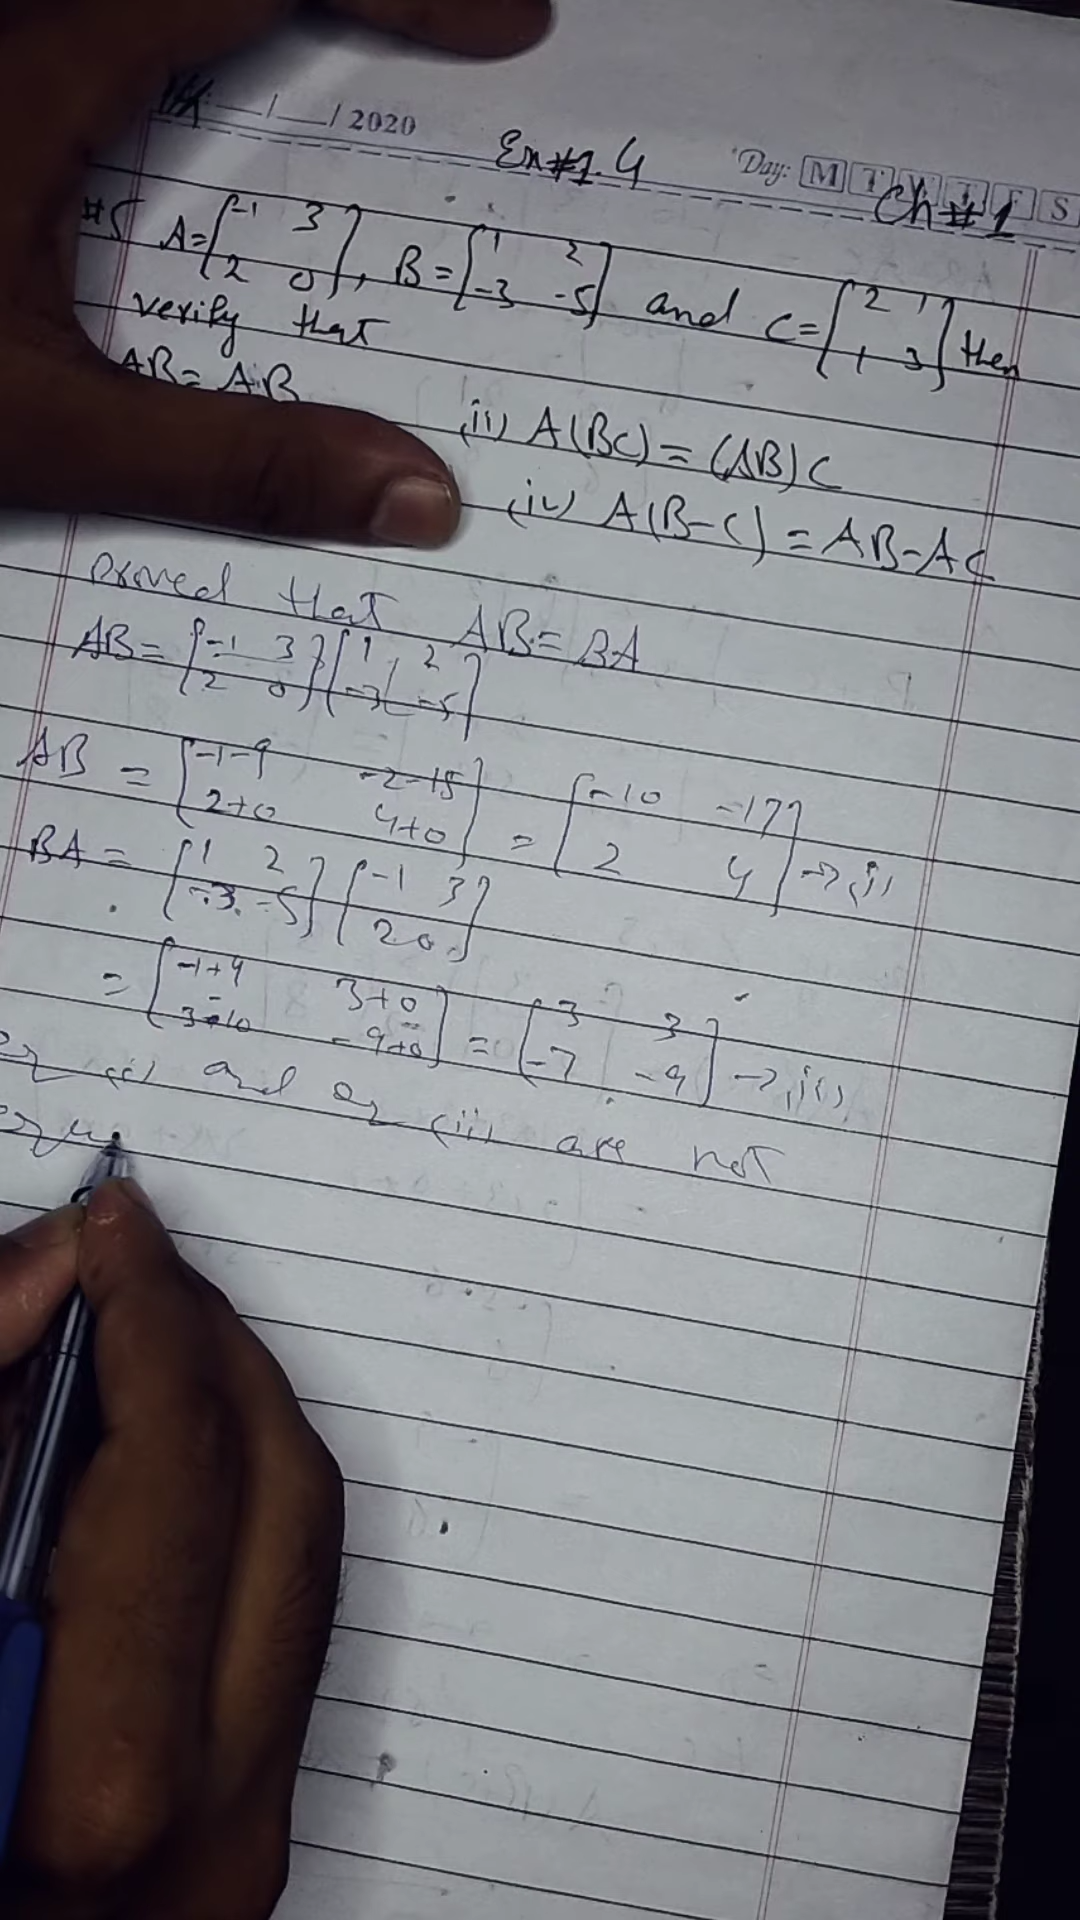 / / 2020
Ex#1.4
Day: M T W T F S
Ch#1
#5 A=[-1 3
2 0], B=[1 2
-3 -5] and C=[2 1
1 3] then
verify that
AB= AB
(ii) A(BC)=(AB)C
(iv) A(B-C)=AB-AC
proved that AB=BA
AB=[-1 3
2 0][1 2
-3 -5]
AB = [-1-9 -2-15
2+0 4+0] = [-10 -17
2 4]→(i)
BA= [1 2
-3 -5][-1 3
2 0]
=[-1+4 3+0
3-10 -9+0] = [3 3
-7 -9]→(ii)
eq (i) and eq (ii) are not
equ